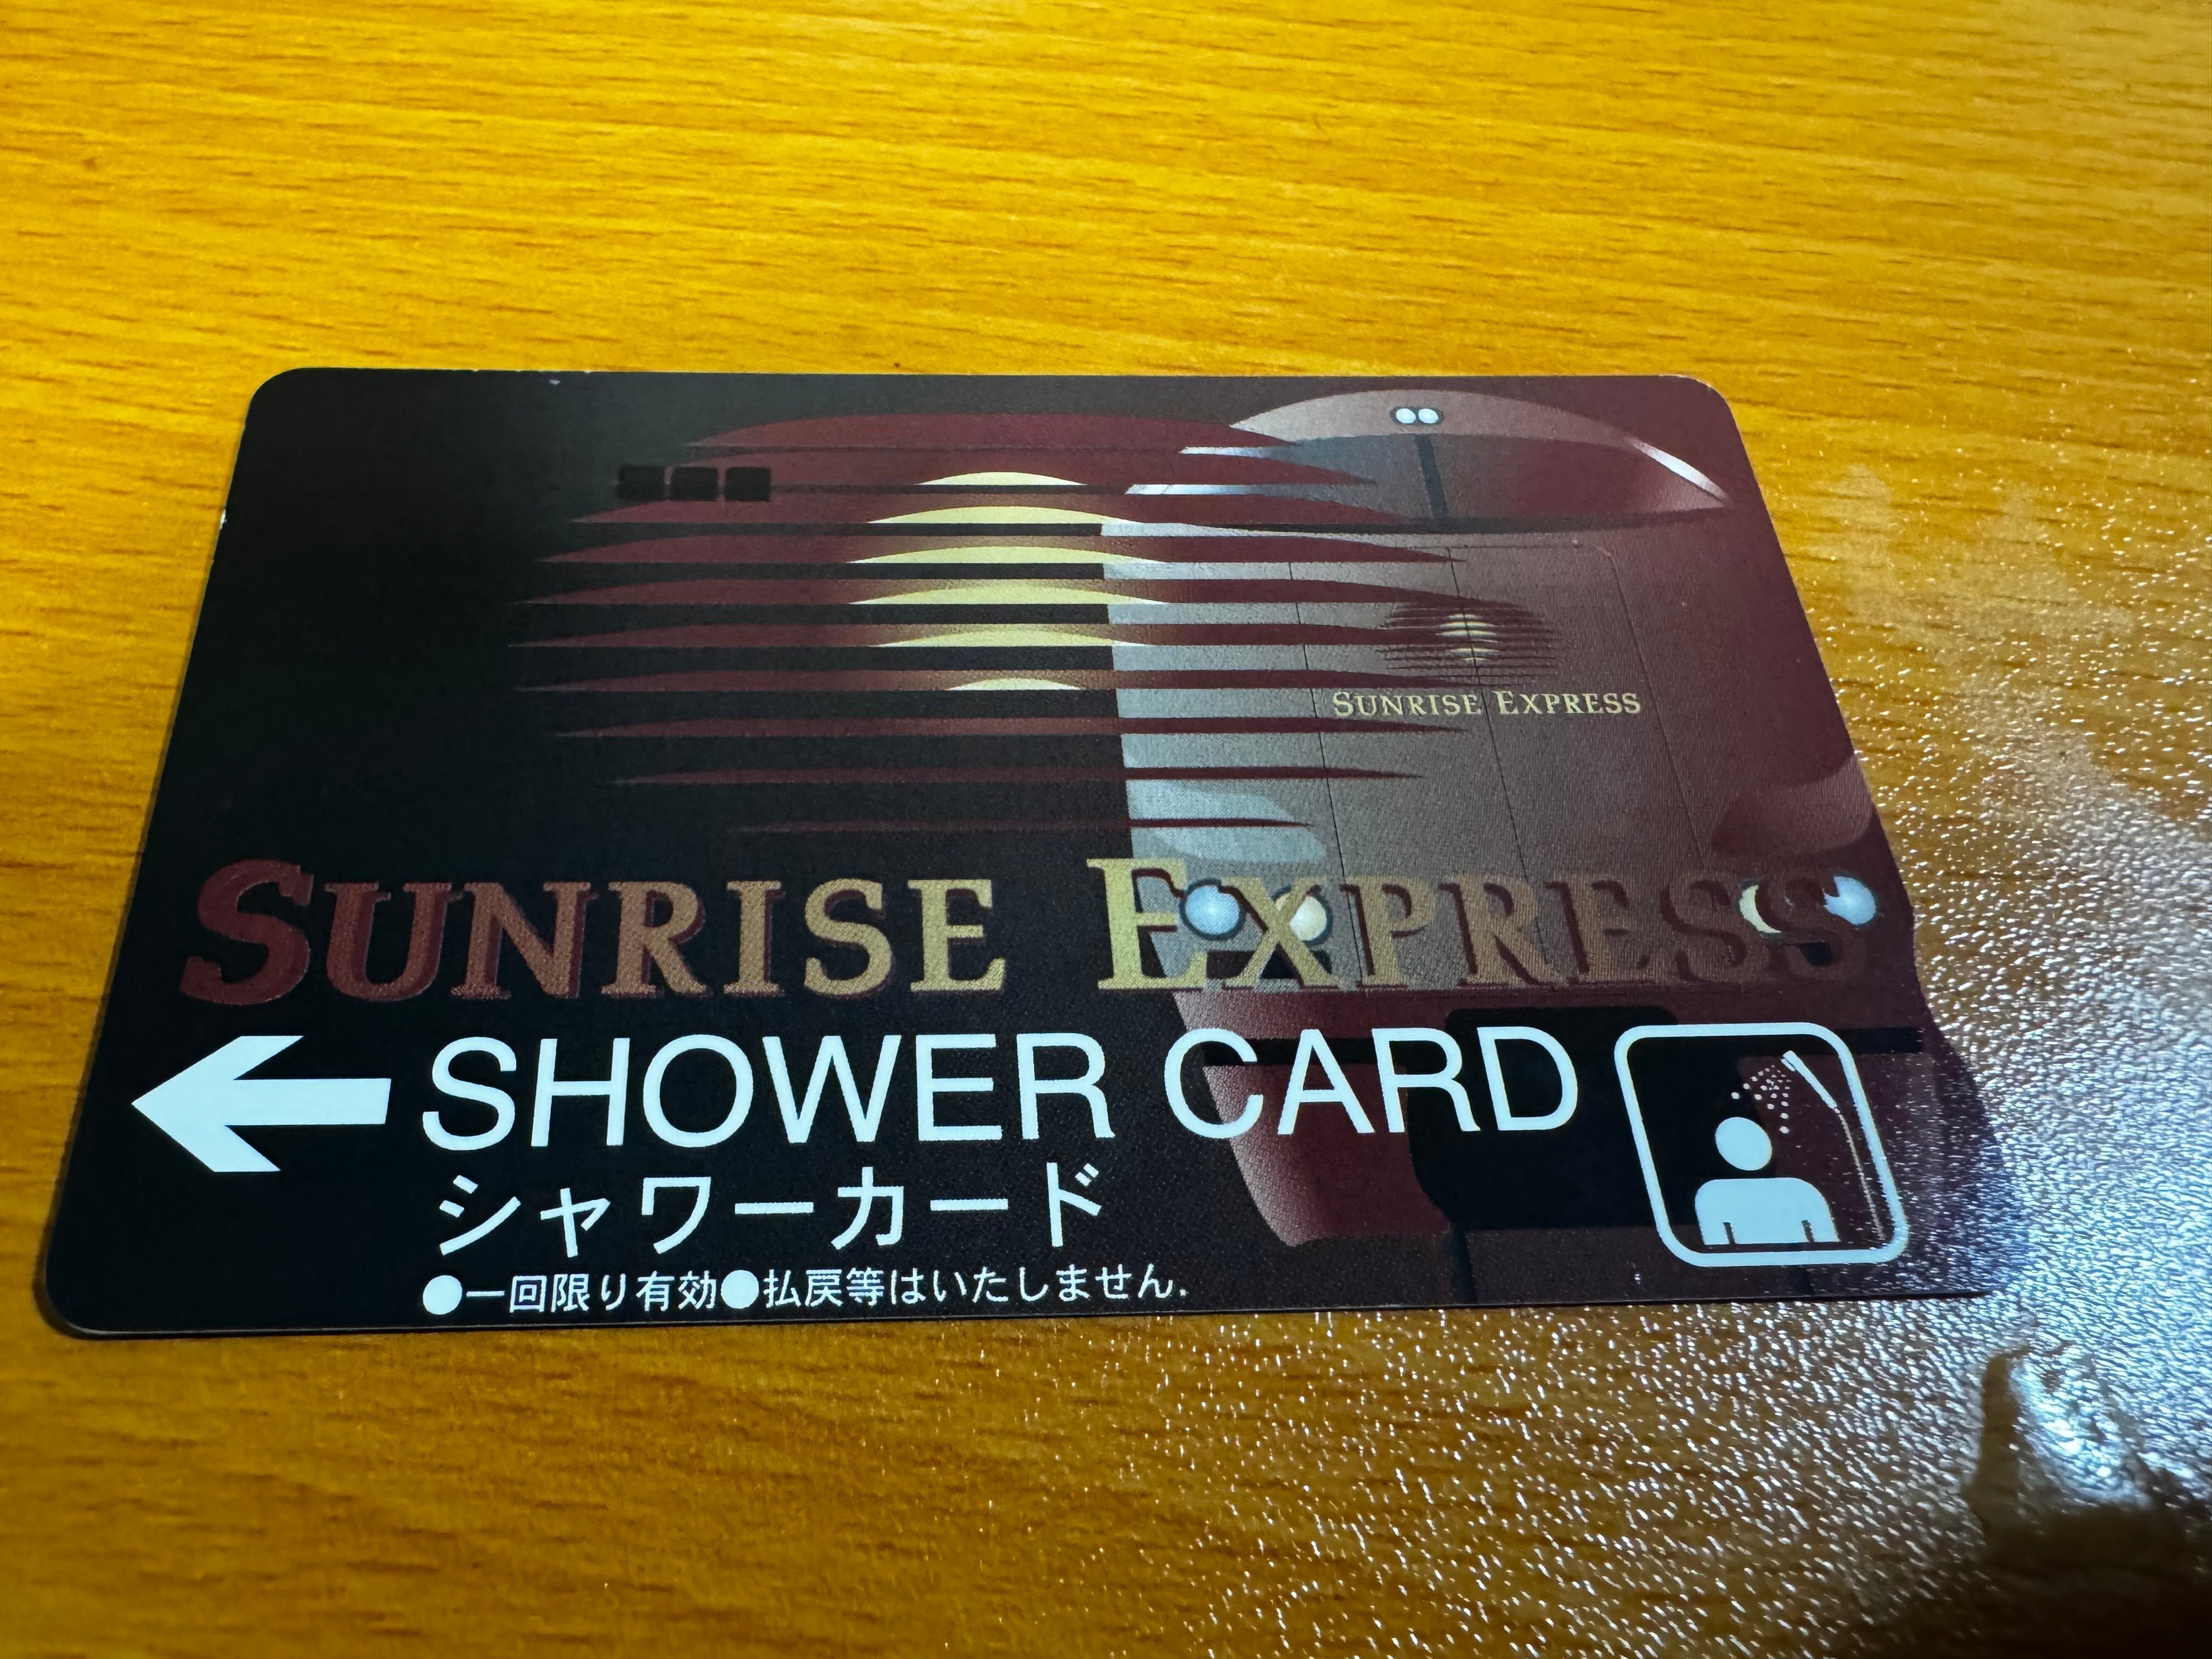 SUNRISE EXPRESS
SUNRISE EXPRESS
SHOWER CARD
シャワーカード
●一回限り有効●払戻等はいたしません.